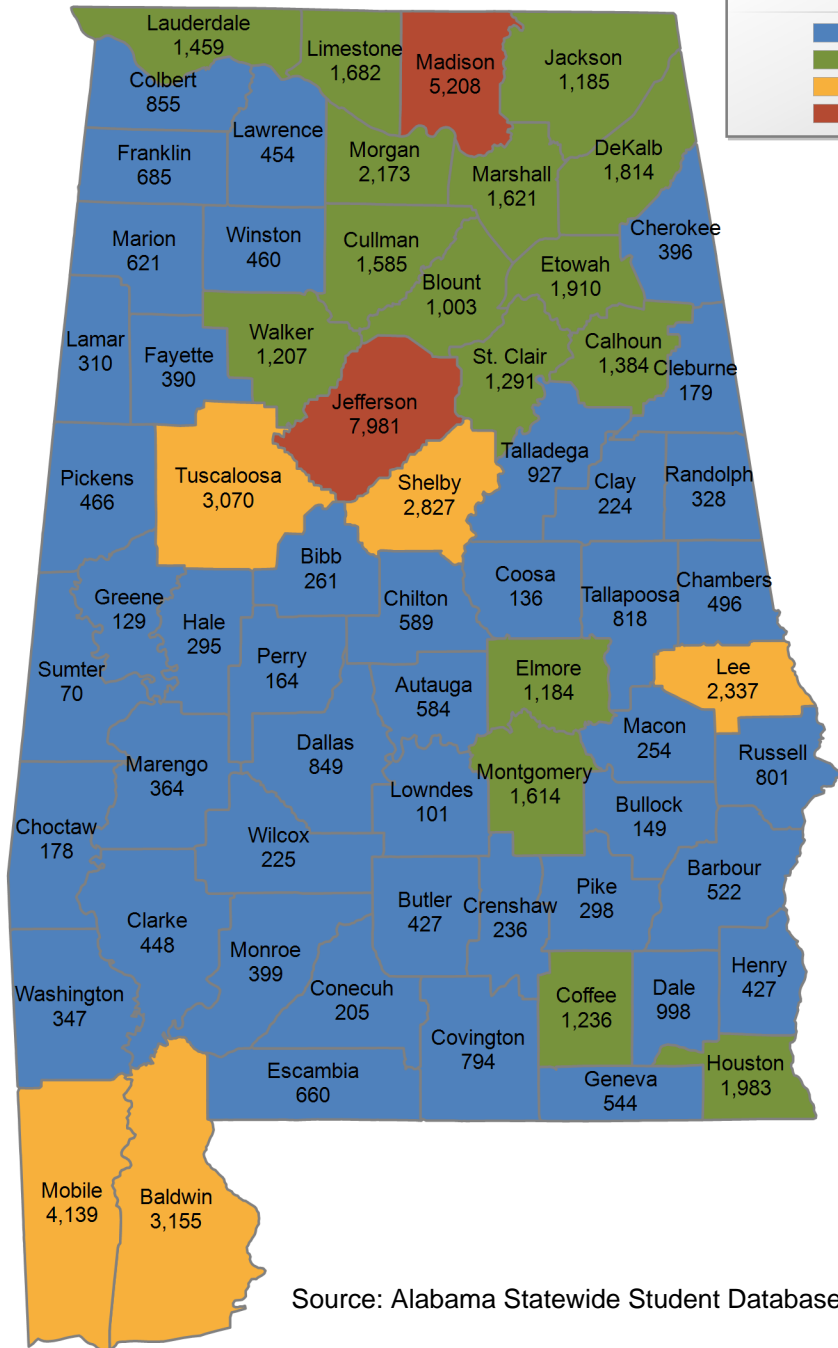 Lauderdale
1,459
Limestone
1,682
Madison
5,208
Jackson
1,185
Colbert
855
Lawrence
454
Franklin
685
Morgan
2,173
Marshall
1,621
DeKalb
1,814
Cherokee
396
Marion
621
Winston
460
Cullman
1,585
Blount
1,003
Etowah
1,910
Lamar
310
Fayette
390
Walker
1,207
St. Clair
1,291
Calhoun
1,384
Cleburne
179
Jefferson
7,981
Pickens
466
Tuscaloosa
3,070
Shelby
2,827
Talladega
927
Clay
224
Randolph
328
Bibb
261
Greene
129
Hale
295
Chilton
589
Coosa
136
Tallapoosa
818
Chambers
496
Sumter
70
Perry
164
Autauga
584
Elmore
1,184
Lee
2,337
Marengo
364
Dallas
849
Macon
254
Russell
801
Montgomery
1,614
Lowndes
101
Bullock
149
Choctaw
178
Wilcox
225
Barbour
522
Clarke
448
Butler
427
Crenshaw
236
Pike
298
Monroe
399
Henry
427
Washington
347
Conecuh
205
Coffee
1,236
Dale
998
Covington
794
Escambia
660
Geneva
544
Houston
1,983
Mobile
4,139
Baldwin
3,155
Source: Alabama Statewide Student Database